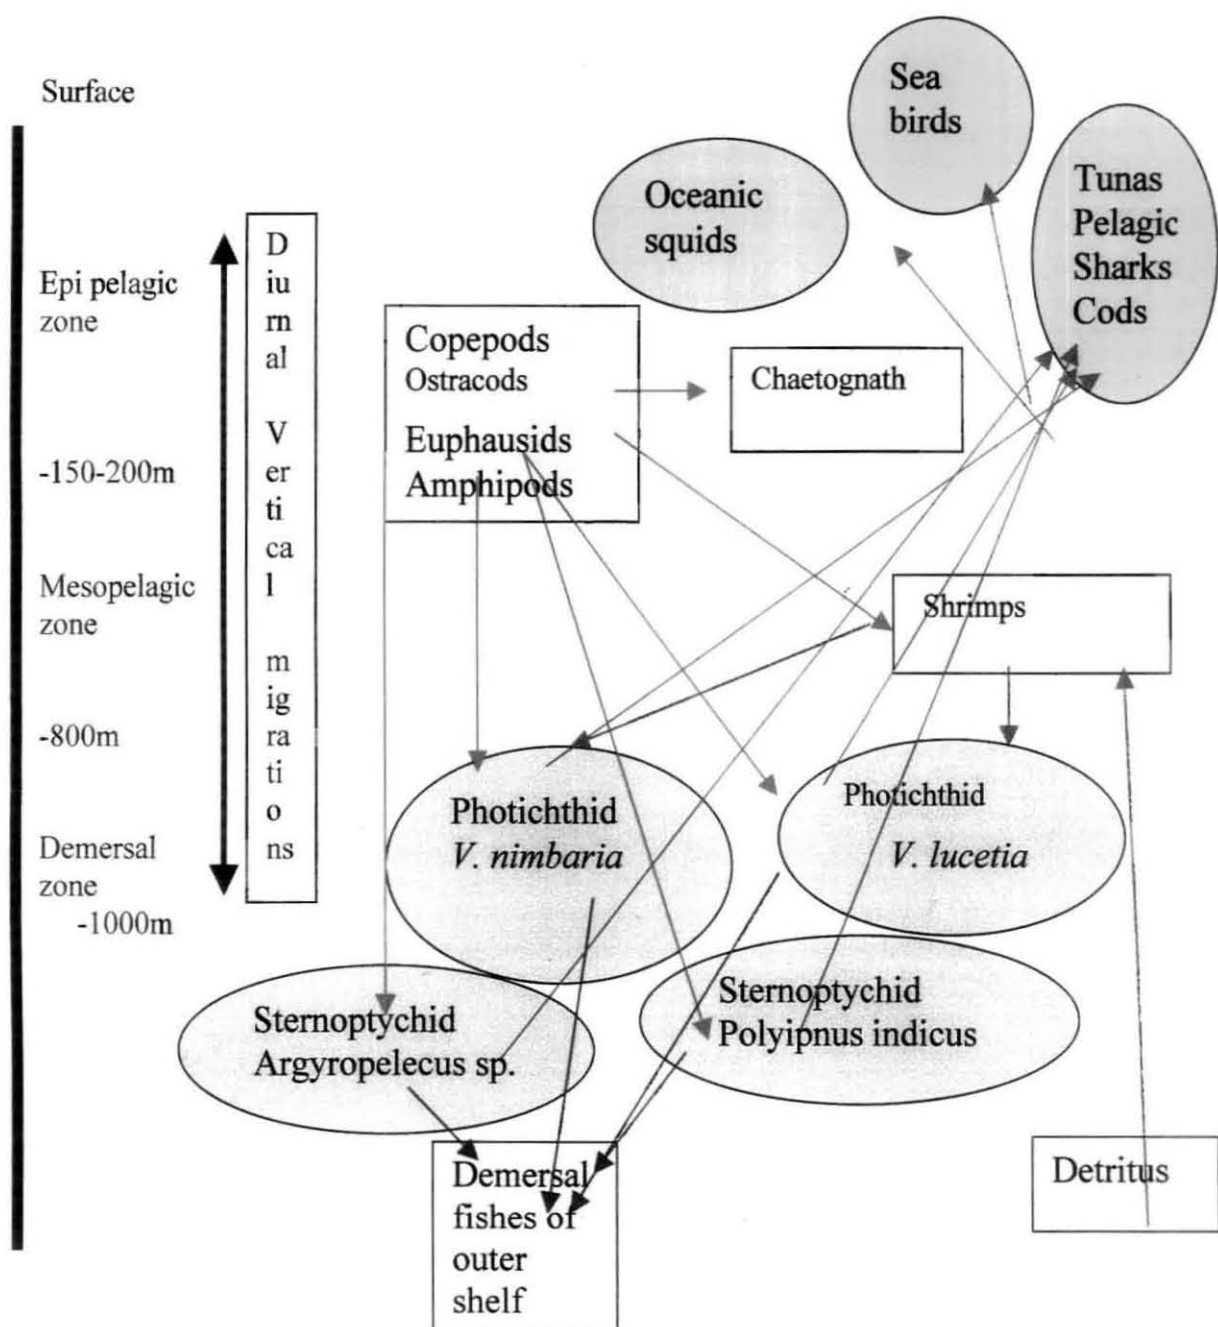 Surface
Epi pelagic
zone
-150-200m
Mesopelagic
zone
-800m
Demersal
zone
-1000m
D
iu
rn
al
V
er
ti
ca
l
m
ig
ra
ti
o
ns
Sea
birds
Oceanic
squids
Tunas
Pelagic
Sharks
Cods
Copepods
Ostracods
Euphausids
Amphipods
Chaetognath
Shrimps
Photichthid
V. nimbaria
Photichthid
V. lucetia
Sternoptychid
Argyropelecus sp.
Sternoptychid
Polyipnus indicus
Demersal
fishes of
outer
shelf
Detritus